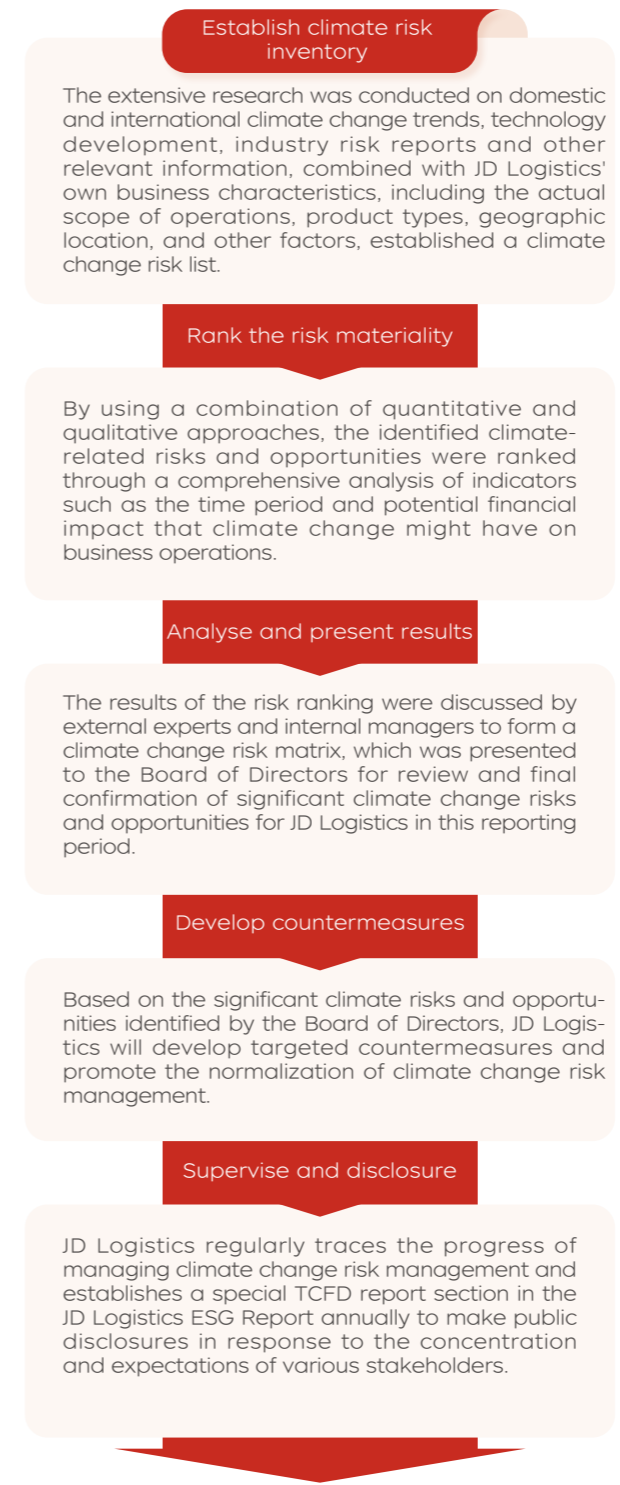 Establish climate risk
inventory
The extensive research was conducted on domestic
and international climate change trends, technology
development, industry risk reports and other
relevant information, combined with JD Logistics'
own business characteristics, including the actual
scope of operations, product types, geographic
location, and other factors, established a climate
change risk list.
Rank the risk materiality
By using a combination of quantitative and
qualitative approaches, the identified climate-
related risks and opportunities were ranked
through a comprehensive analysis of indicators
such as the time period and potential financial
impact that climate change might have on
business operations.
Analyse and present results
The results of the risk ranking were discussed by
external experts and internal managers to form a
climate change risk matrix, which was presented
to the Board of Directors for review and final
confirmation of significant climate change risks
and opportunities for JD Logistics in this reporting
period.
Develop countermeasures
Based on the significant climate risks and opportu-
nities identified by the Board of Directors, JD Logis-
tics will develop targeted countermeasures and
promote the normalization of climate change risk
management.
Supervise and disclosure
JD Logistics regularly traces the progress of
managing climate change risk management and
establishes a special TCFD report section in the
JD Logistics ESG Report annually to make public
disclosures in response to the concentration
and expectations of various stakeholders.